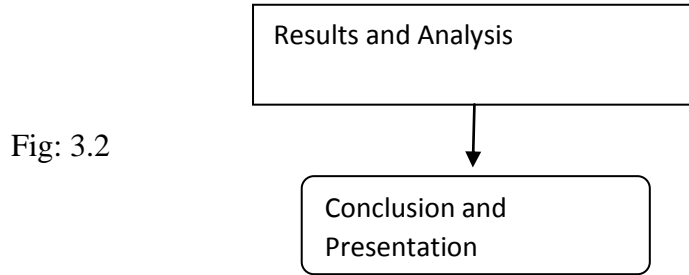 Results and Analysis
Fig: 3.2
Conclusion and
Presentation